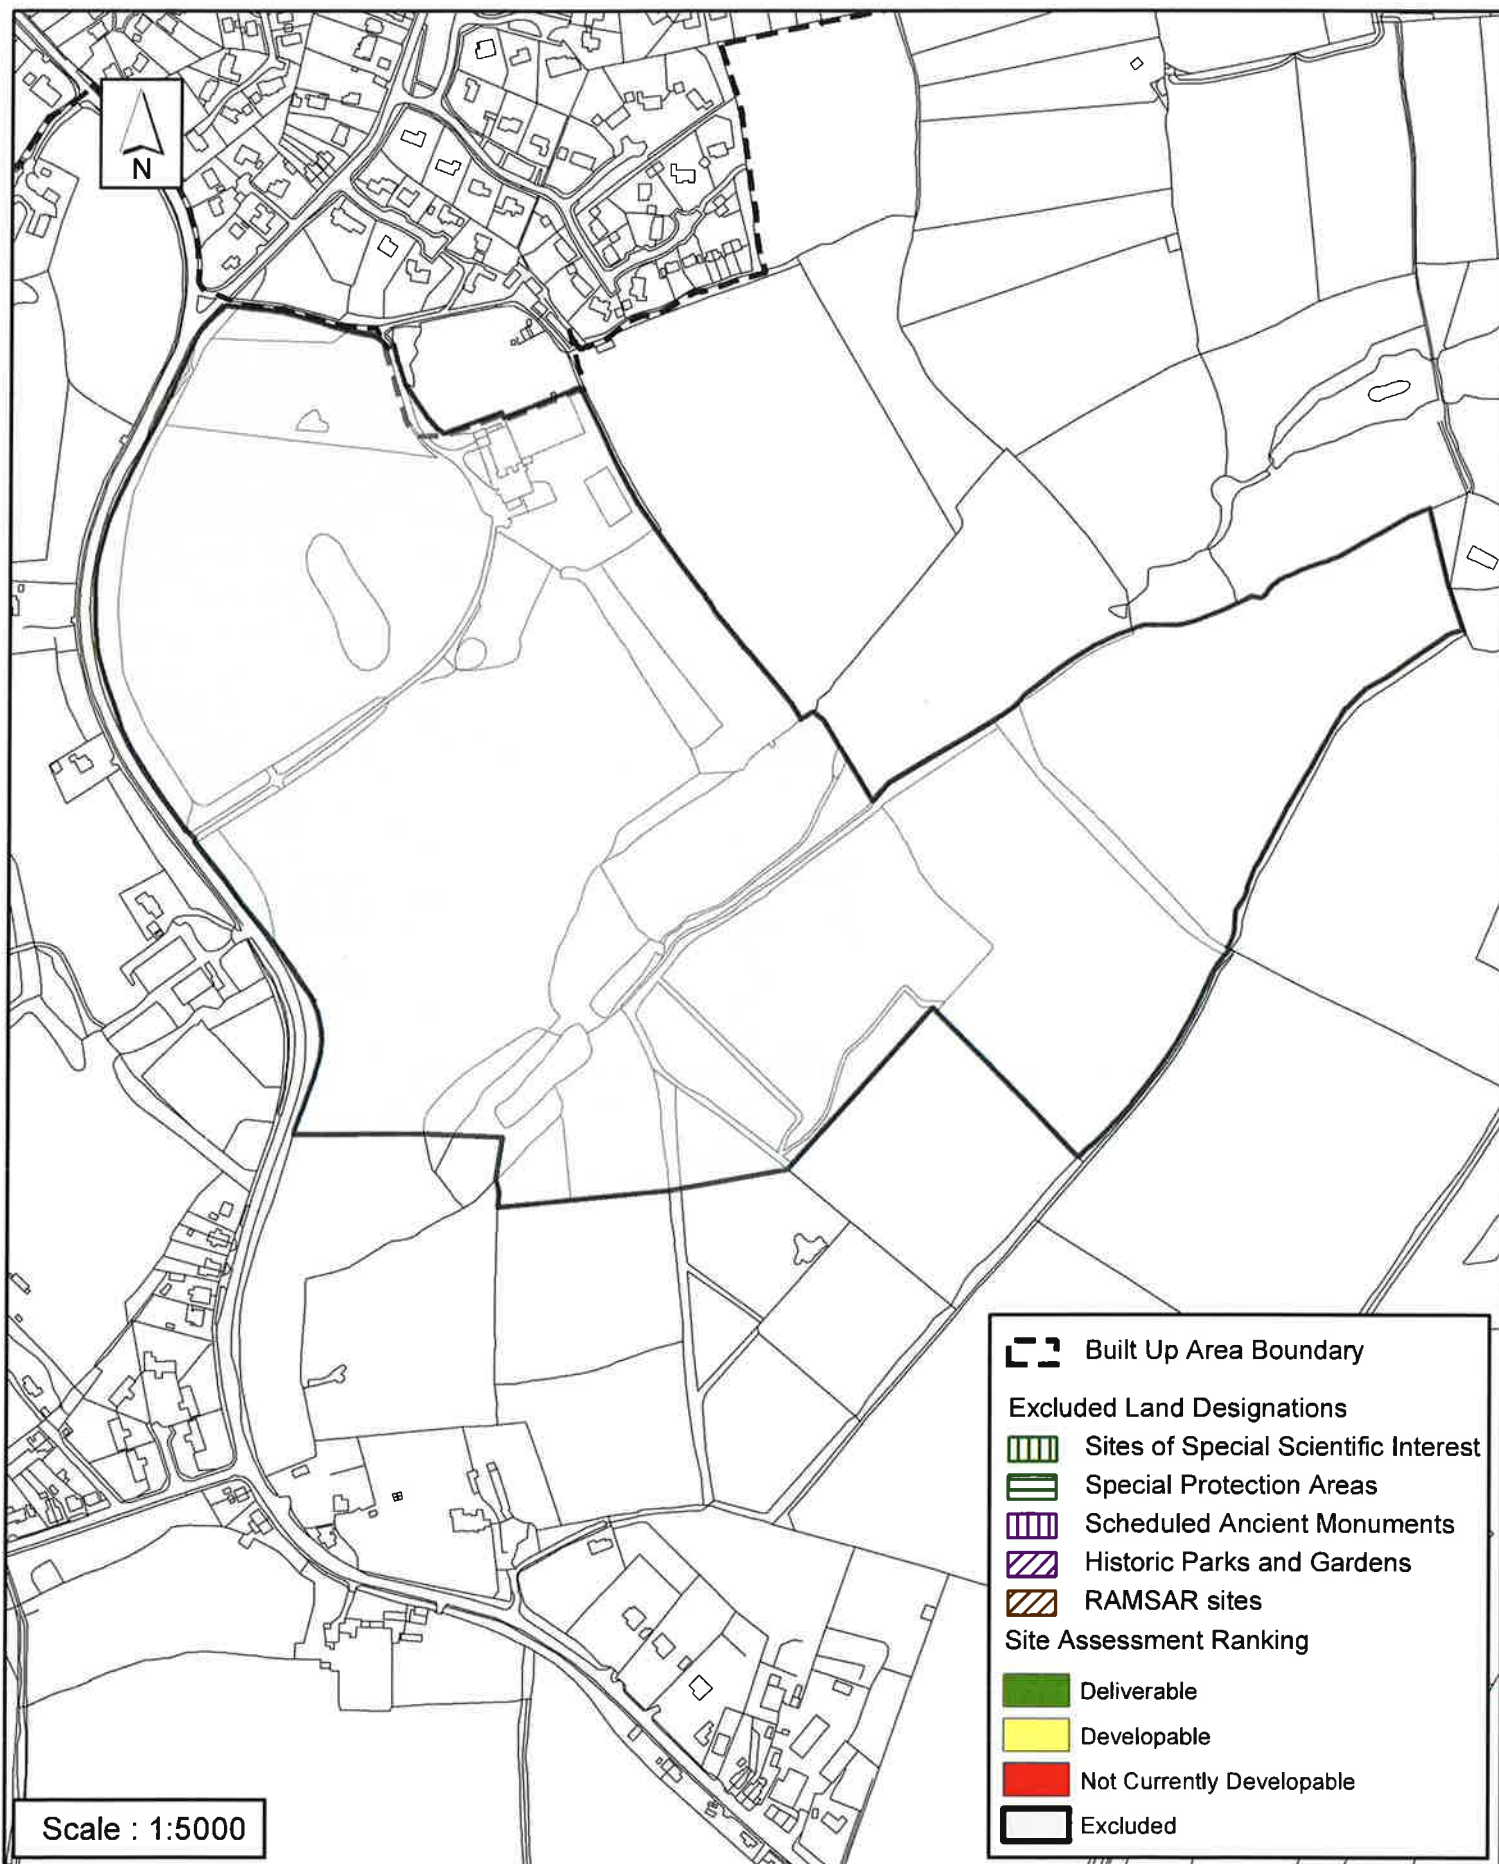 N
Built Up Area Boundary
Excluded Land Designations
Sites of Special Scientific Interest
Special Protection Areas
Scheduled Ancient Monuments
Historic Parks and Gardens
RAMSAR sites
Site Assessment Ranking
Deliverable
Developable
Not Currently Developable
Excluded
Scale : 1:5000